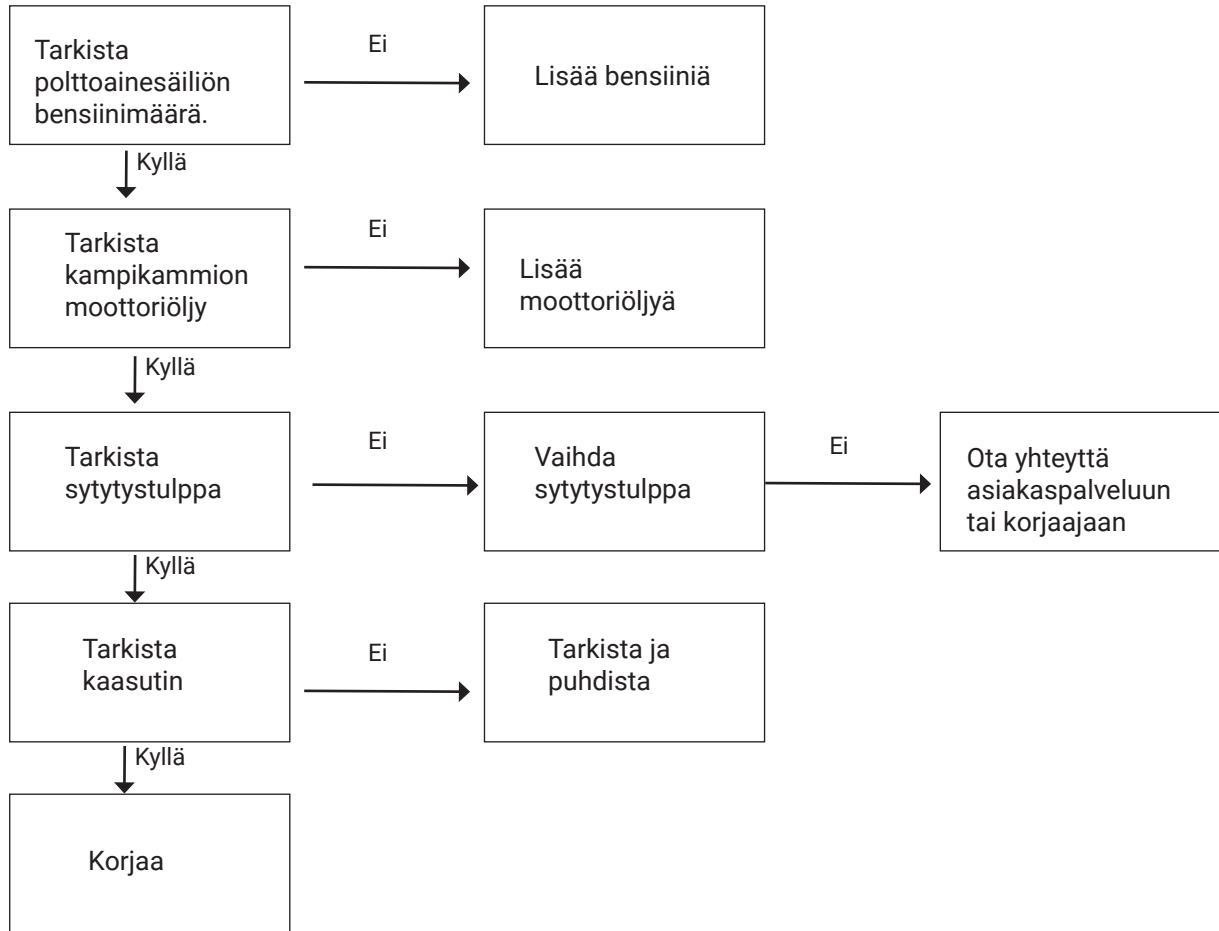 Tarkista
polttoainesäiliön
bensiinimäärä.
Ei
Lisää bensiiniä
Kyllä
Tarkista
kampikammion
moottoriöljy
Ei
Lisää
moottoriöljyä
Kyllä
Tarkista
sytytystulppa
Ei
Vaihda
sytytystulppa
Ei
Ota yhteyttä
asiakaspalveluun
tai korjaajaan
Kyllä
Tarkista
kaasutin
Ei
Tarkista ja
puhdista
Kyllä
Korjaa